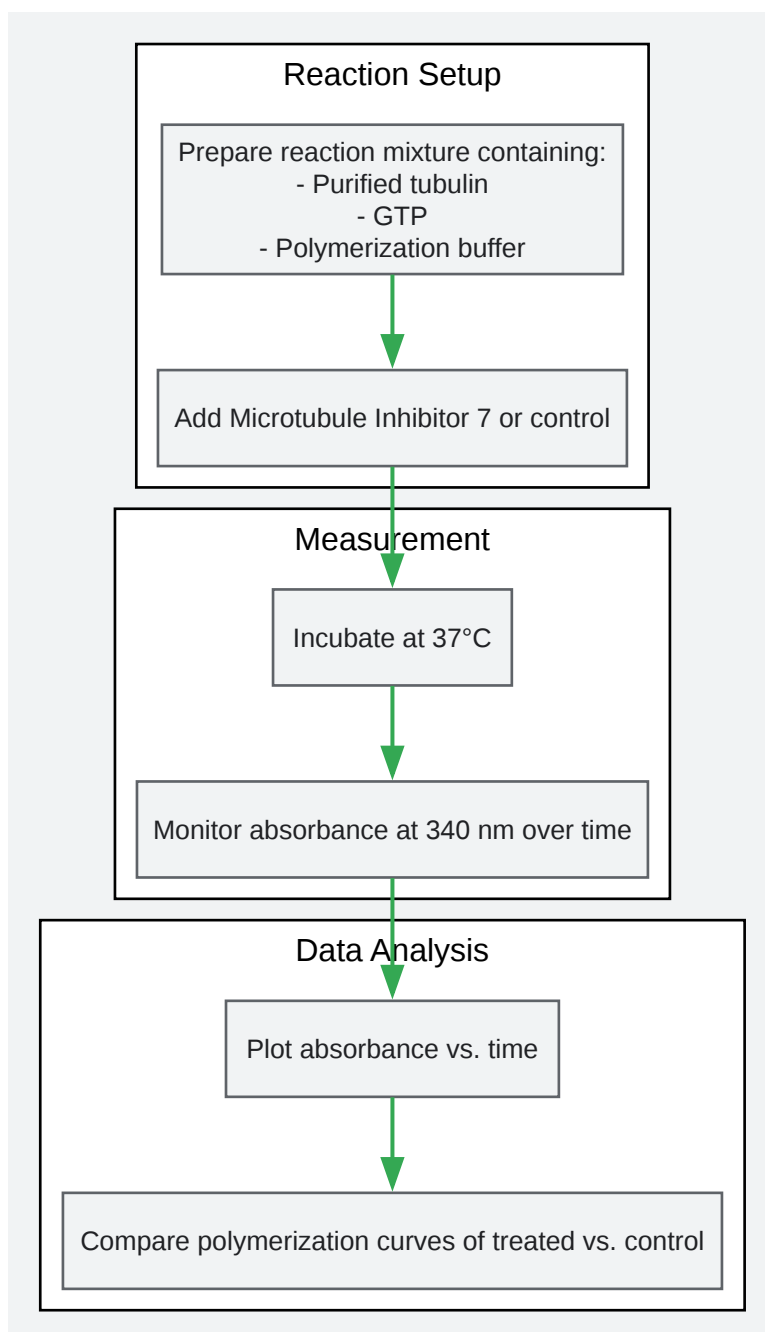 Reaction Setup
Prepare reaction mixture containing:
- Purified tubulin
- GTP
- Polymerization buffer
Add Microtubule Inhibitor 7 or control
Measurement
Incubate at 37°C
Monitor absorbance at 340 nm over time
Data Analysis
Plot absorbance vs. time
Compare polymerization curves of treated vs. control